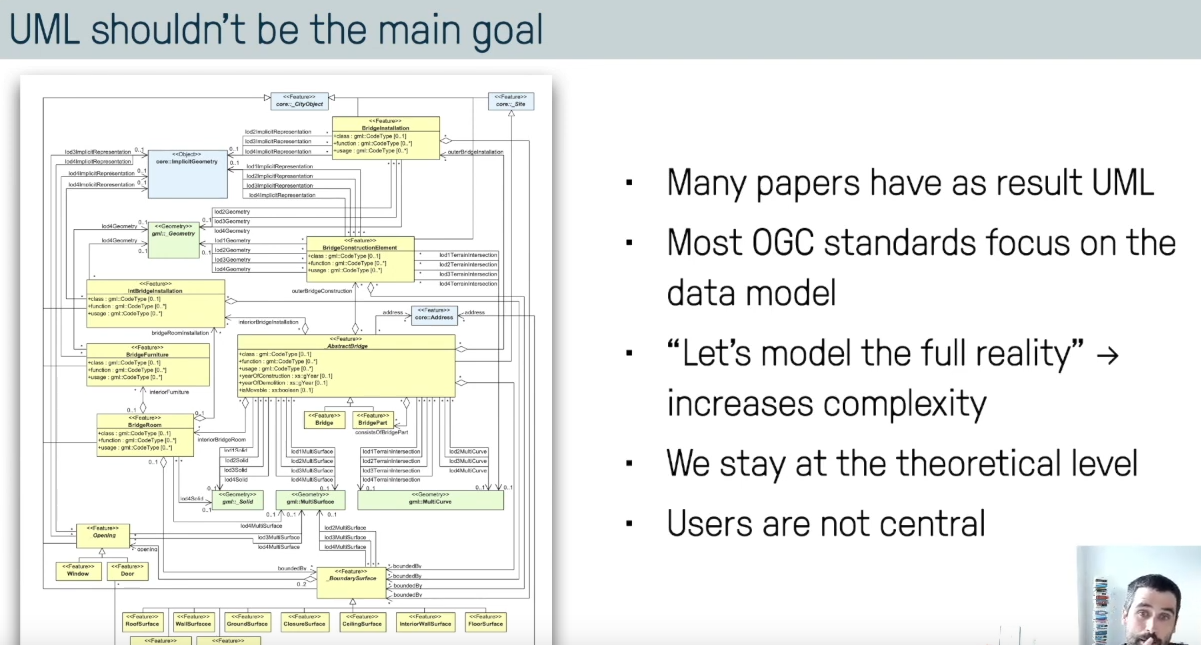 UML shouldn't be the main goal
<<Feature>>
core::_CityObject
<<Feature>>
core::_Site
<<Feature>>
BridgeInstallation
+class : gml::CodeType [0..1]
+function : gml::CodeType [0..*]
+usage : gml::CodeType [0..*]
lod2ImplicitRepresentation
lod3ImplicitRepresentation
lod4ImplicitRepresentation
outerBridgeInstallation
<<Object>>
core::ImplicitGeometry
lod3ImplicitRepresentation 0..1
lod4ImplicitRepresentation
lod4ImplicitRepresentation 0..1
lod4ImplicitRepresentation 0..1
lod1ImplicitRepresentation
lod2ImplicitRepresentation
lod3ImplicitRepresentation
lod4ImplicitRepresentation
lod2Geometry
lod3Geometry
lod4Geometry
<<Geometry>>
gml::_Geometry
lod4Geometry
lod4Geometry
lod1Geometry
lod2Geometry
lod3Geometry
lod4Geometry
<<Feature>>
BridgeConstructionElement
+class : gml::CodeType [0..1]
+function : gml::CodeType [0..*]
+usage : gml::CodeType [0..*]
lod1TerrainIntersection
lod2TerrainIntersection
lod3TerrainIntersection
lod4TerrainIntersection
outerBridgeConstruction
<<Feature>>
IntBridgeInstallation
+class : gml::CodeType [0..1]
+function : gml::CodeType [0..*]
+usage : gml::CodeType [0..*]
interiorBridgeInstallation
bridgeRoomInstallation
address
<<Feature>>
core::Address
address
<<Feature>>
_AbstractBridge
+class : gml::CodeType [0..1]
+function : gml::CodeType [0..*]
+usage : gml::CodeType [0..*]
+yearOfConstruction : xs::gYear [0..1]
+yearOfDemolition : xs::gYear [0..1]
+isMovable : xs::boolean [0..1]
<<Feature>>
BridgeFurniture
+class : gml::CodeType [0..1]
+function : gml::CodeType [0..*]
+usage : gml::CodeType [0..*]
interiorFurniture
<<Feature>>
BridgeRoom
+class : gml::CodeType [0..1]
+function : gml::CodeType [0..*]
+usage : gml::CodeType [0..*]
interiorBridgeRoom
<<Feature>>
Bridge
<<Feature>>
BridgePart
consistsOfBridgePart
lod1Solid
lod2Solid
lod3Solid
lod4Solid
lod1MultiSurface
lod2MultiSurface
lod3MultiSurface
lod4MultiSurface
lod1TerrainIntersection
lod2TerrainIntersection
lod3TerrainIntersection
lod4TerrainIntersection
lod2MultiCurve
lod3MultiCurve
lod4MultiCurve
lod4Solid
<<Geometry>>
gml::_Solid
<<Geometry>>
gml::MultiSurface
<<Geometry>>
gml::MultiCurve
lod4MultiSurface
lod3MultiSurface
lod4MultiSurface
lod2MultiSurface
lod3MultiSurface
lod4MultiSurface
<<Feature>>
Opening
opening
<<Feature>>
Window
<<Feature>>
Door
boundedBy
0..2
<<Feature>>
_BoundarySurface
boundedBy
boundedBy
boundedBy
boundedBy
<<Feature>>
RoofSurface
<<Feature>>
WallSurface
<<Feature>>
GroundSurface
<<Feature>>
ClosureSurface
<<Feature>>
CeilingSurface
<<Feature>>
InteriorWallSurface
<<Feature>>
FloorSurface
<<Feature>>
<<Feature>>
· Many papers have as result UML
· Most OGC standards focus on the
data model
· “Let's model the full reality” →
increases complexity
· We stay at the theoretical level
· Users are not central